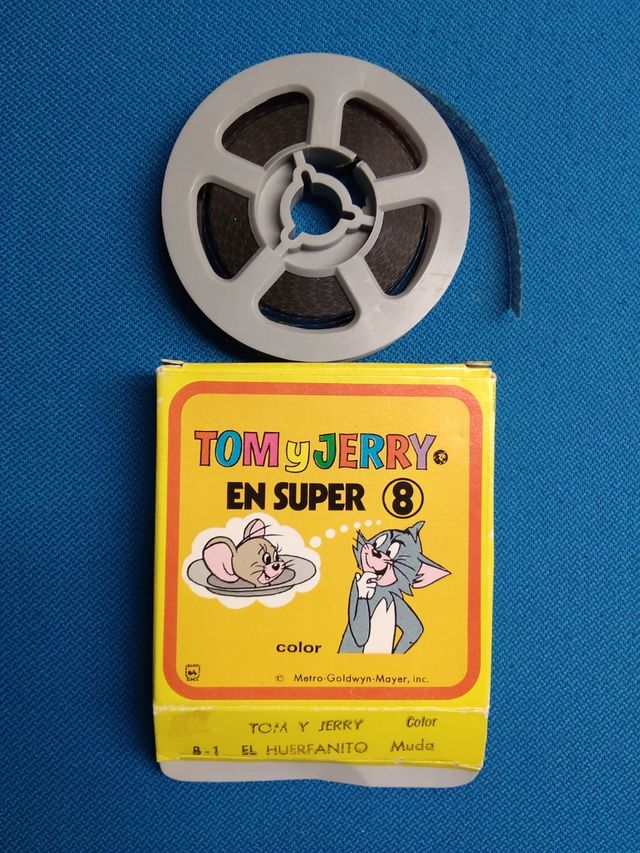 TOM y JERRY
EN SUPER 8
color
© Metro-Goldwyn-Mayer, Inc.
TOM Y JERRY Color
B-1 EL HUERFANITO Muda